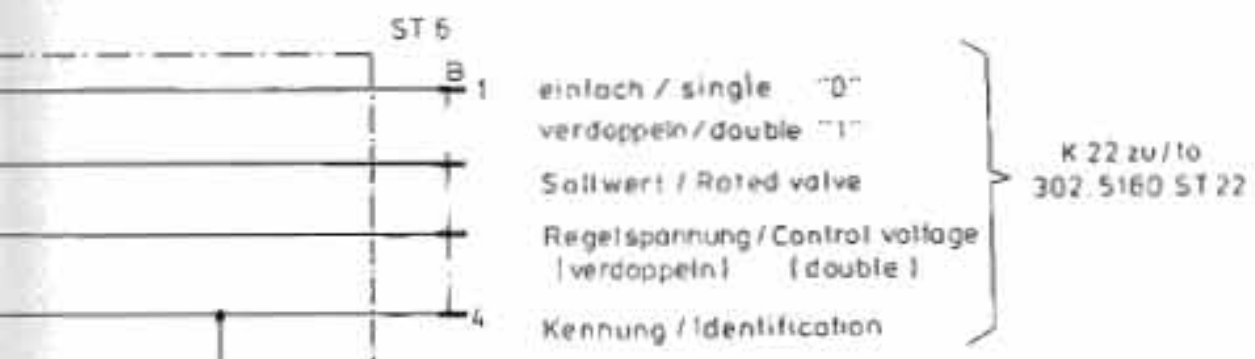 ST 6
B
1
einfach / single "0"
verdoppeln / double "1"
Sollwert / Rated valve
Regelspannung / Control voltage
(verdoppeln) (double)
4
Kennung / Identification
K 22 zu / to
302.5160 ST 22